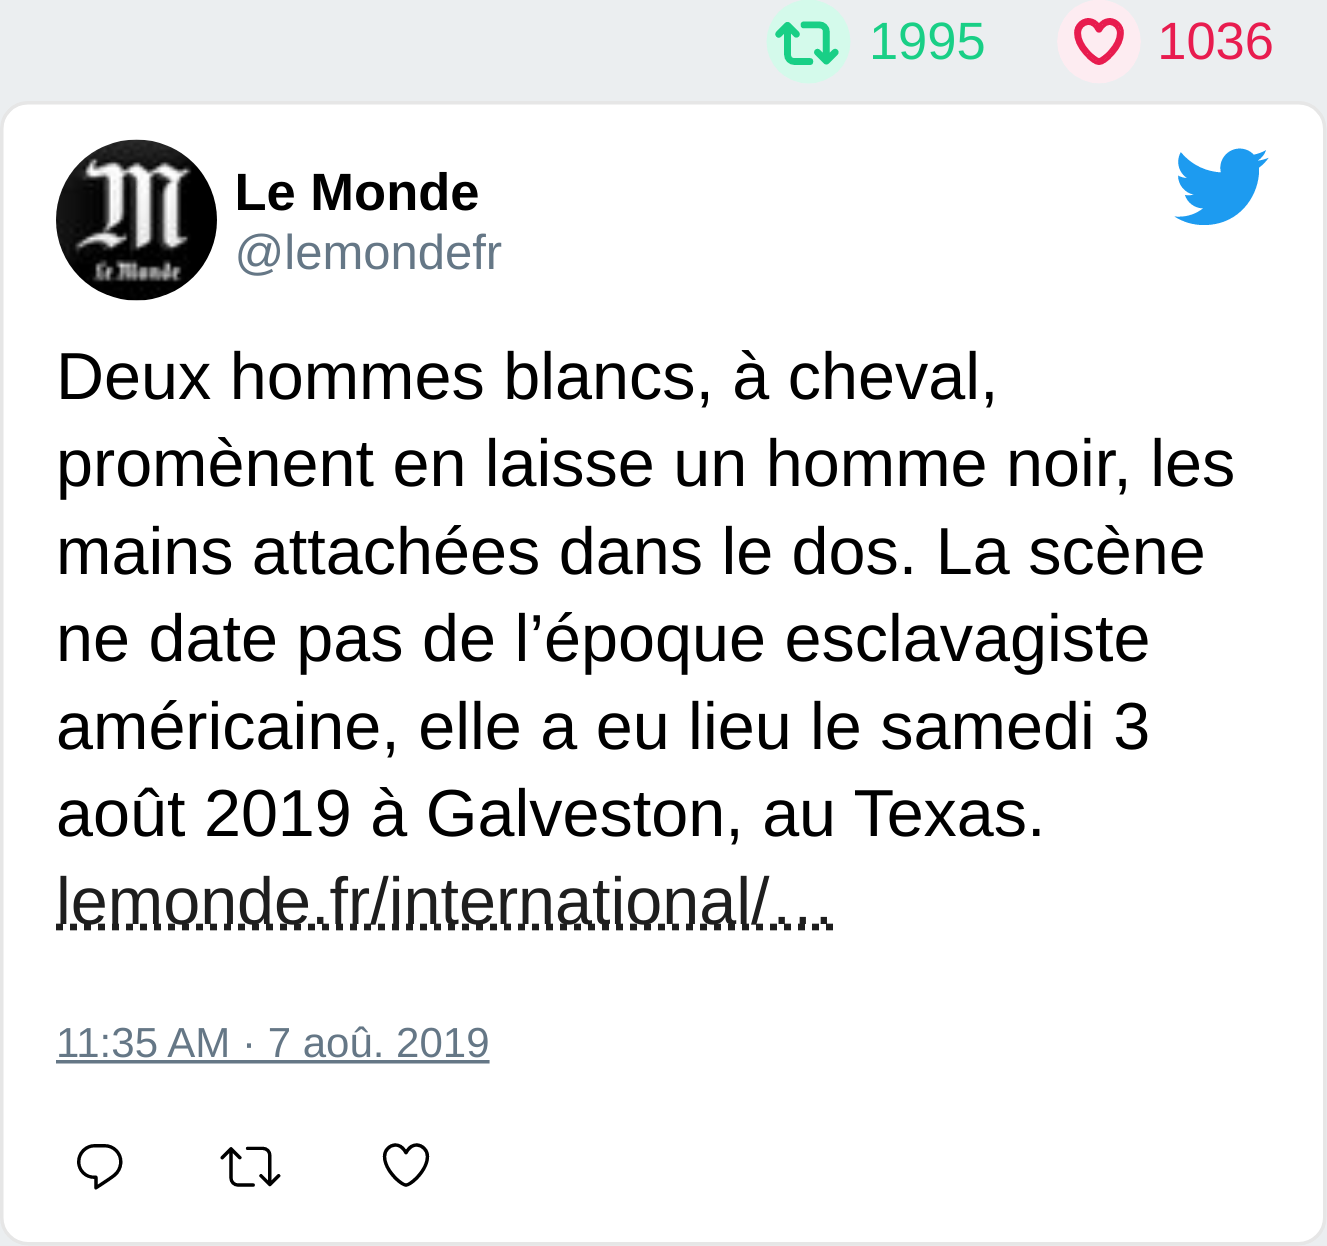 1995 1036
Le Monde
Le Monde
@lemondefr
Deux hommes blancs, à cheval,
promènent en laisse un homme noir, les
mains attachées dans le dos. La scène
ne date pas de l’époque esclavagiste
américaine, elle a eu lieu le samedi 3
août 2019 à Galveston, au Texas.
lemonde.fr/international/...
11:35 AM · 7 aoû. 2019